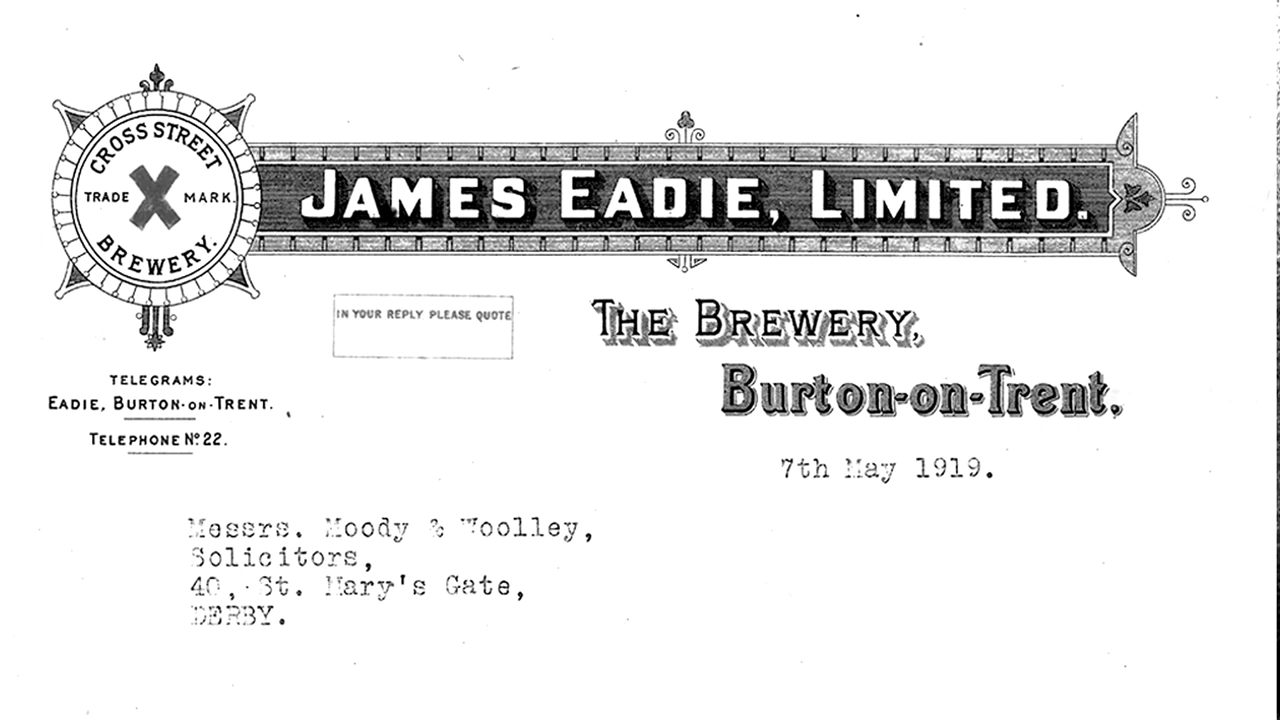 CROSS STREET
TRADE X MARK.
BREWERY.
JAMES EADIE, LIMITED.
IN YOUR REPLY PLEASE QUOTE
THE BREWERY,
Burton-on-Trent.
TELEGRAMS:
EADIE, BURTON-ON-TRENT.
TELEPHONE Nº 22.
7th May 1919.
Messrs. Moody & Woolley,
Solicitors,
40, St. Mary's Gate,
DERBY.